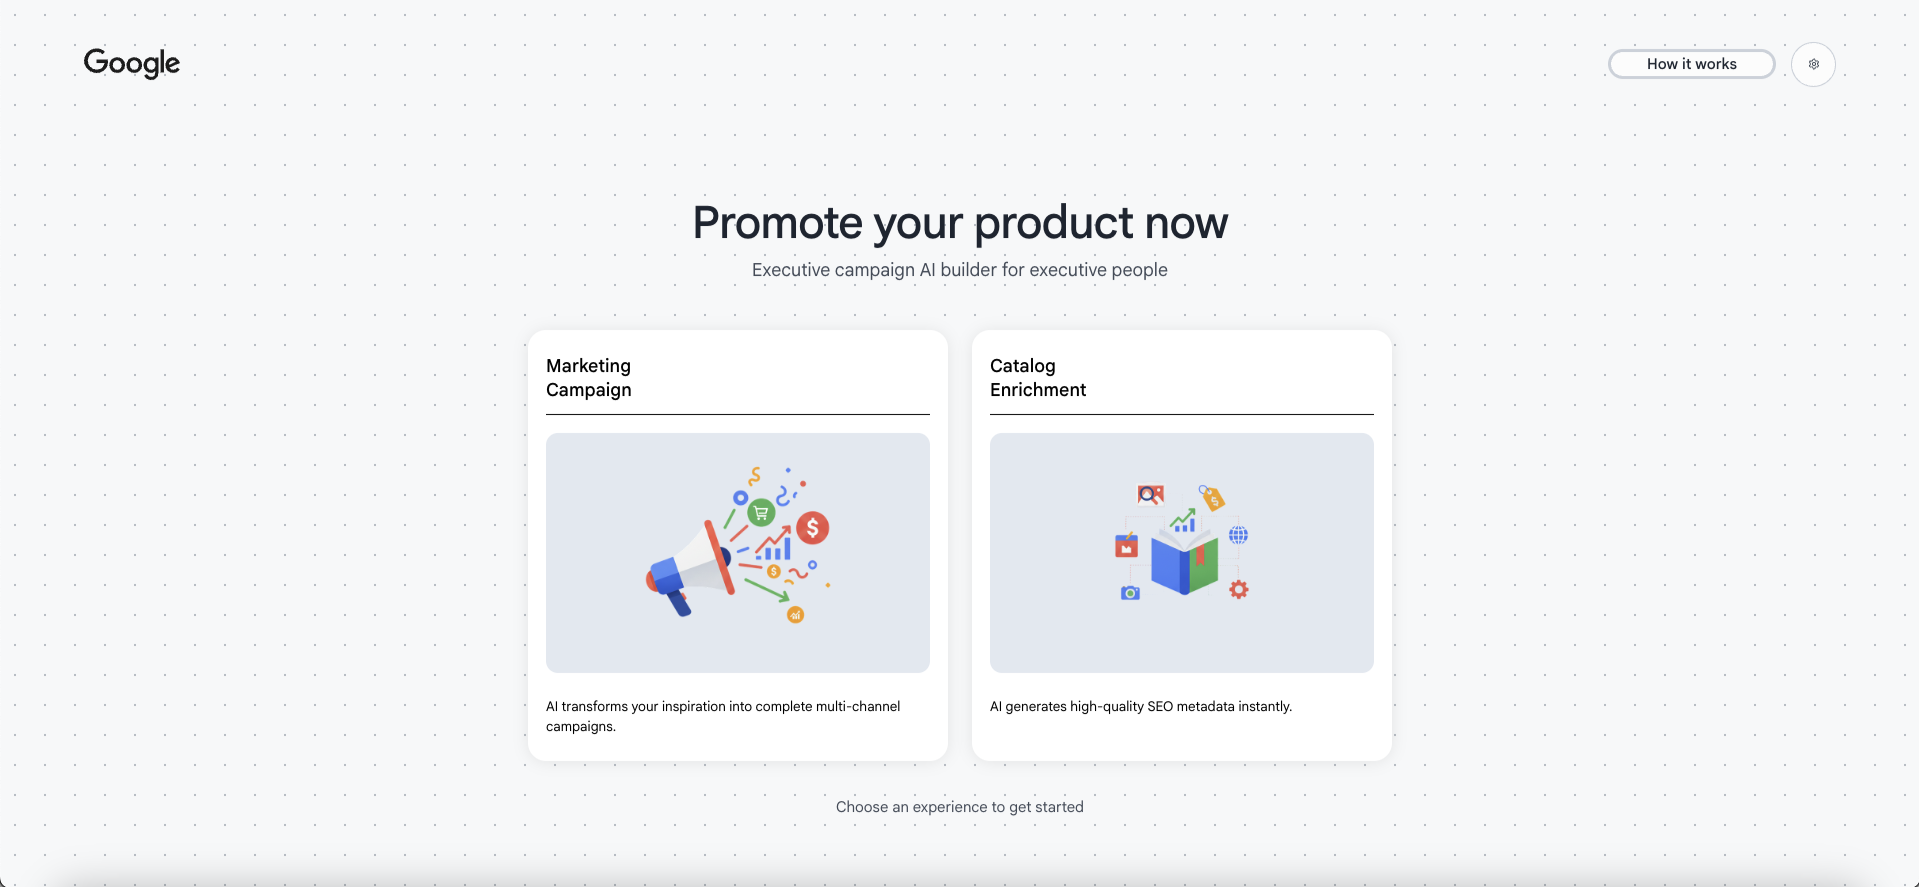 Google
How it works
Promote your product now
Executive campaign AI builder for executive people
Marketing
Campaign
$
$
AI transforms your inspiration into complete multi-channel
campaigns.
Catalog
Enrichment
$
AI generates high-quality SEO metadata instantly.
Choose an experience to get started